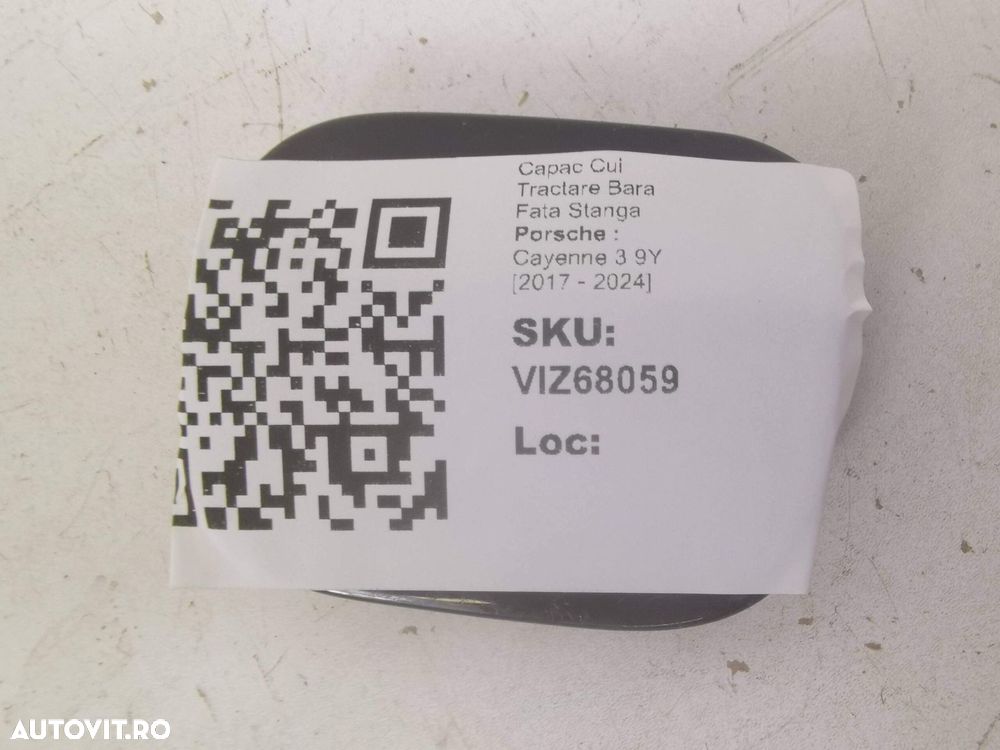 Capac Cui
Tractare Bara
Fata Stanga
Porsche :
Cayenne 3 9Y
[2017 - 2024]
SKU:
VIZ68059
Loc:
AUTOVIT.RO